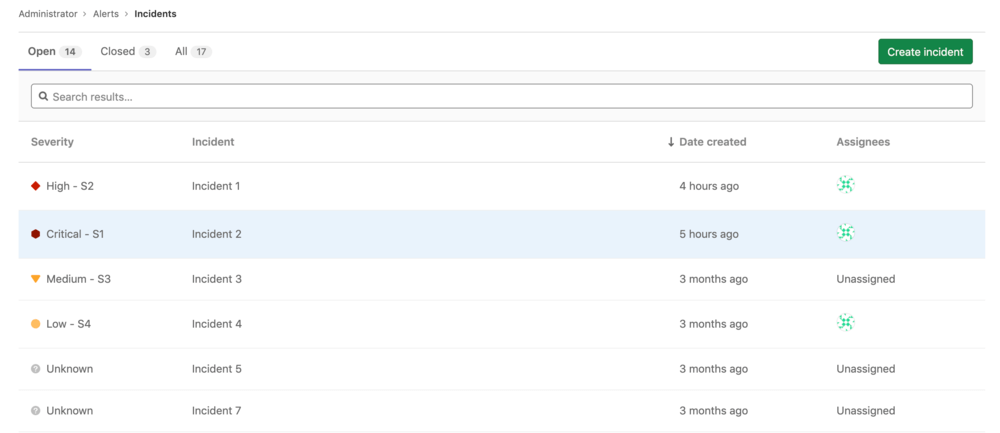 Administrator > Alerts > Incidents
Open 14 Closed 3 All 17 Create incident
Search results...
Severity Incident ↓ Date created Assignees
High - S2 Incident 1 4 hours ago
Critical - S1 Incident 2 5 hours ago
Medium - S3 Incident 3 3 months ago Unassigned
Low - S4 Incident 4 3 months ago
Unknown Incident 5 3 months ago Unassigned
Unknown Incident 7 3 months ago Unassigned